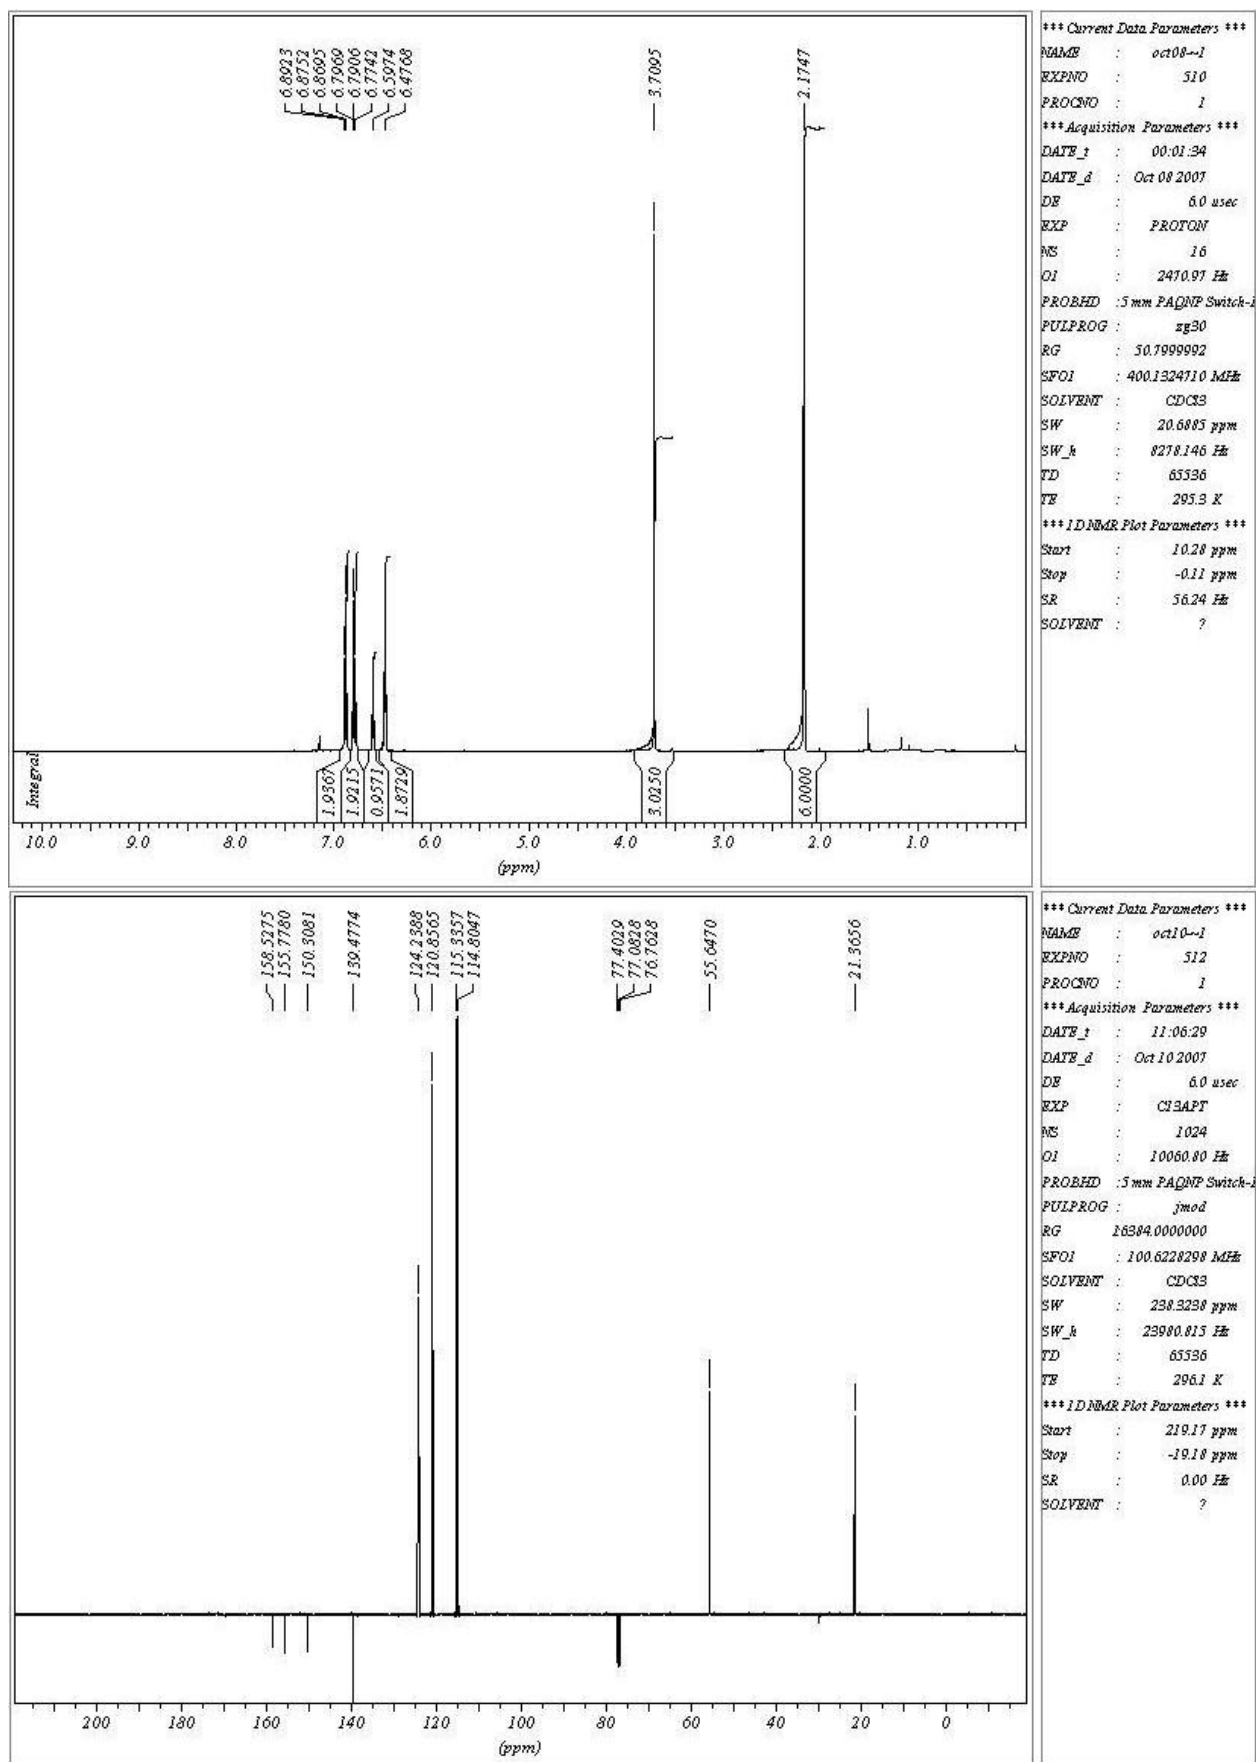 6.8923
6.8752
6.8695
6.7969
6.7906
6.7742
6.5974
6.4768
3.7095
2.1747
Integral
1.9367
1.9215
0.9571
1.8729
3.0250
6.0000
10.0 9.0 8.0 7.0 6.0 5.0 4.0 3.0 2.0 1.0
(ppm)
*** Current Data Parameters ***
NAME : oct08~~1
EXPNO : 510
PROCNO : 1
*** Acquisition Parameters ***
DATE_t : 00:01:34
DATE_d : Oct 08 2007
DE : 6.0 usec
EXP : PROTON
NS : 16
O1 : 2470.97 Hz
PROBHD : 5 mm PAQNP Switch-1
PULPROG : zg30
RG : 50.7999992
SFO1 : 400.1324710 MHz
SOLVENT : CDCl3
SW : 20.6885 ppm
SW_h : 8278.146 Hz
TD : 65536
TE : 295.3 K
*** 1D NMR Plot Parameters ***
Start : 10.28 ppm
Stop : -0.11 ppm
SR : 56.24 Hz
SOLVENT : ?
158.5275
155.7780
150.3081
139.4774
124.2388
120.8565
115.3357
114.8047
77.4029
77.0828
76.7628
55.6470
21.3656
200 180 160 140 120 100 80 60 40 20 0
(ppm)
*** Current Data Parameters ***
NAME : oct10~~1
EXPNO : 512
PROCNO : 1
*** Acquisition Parameters ***
DATE_t : 11:06:29
DATE_d : Oct 10 2007
DE : 6.0 usec
EXP : C13APT
NS : 1024
O1 : 10060.80 Hz
PROBHD : 5 mm PAQNP Switch-1
PULPROG : jmod
RG 16384.0000000
SFO1 : 100.6228298 MHz
SOLVENT : CDCl3
SW : 238.3238 ppm
SW_h : 23980.815 Hz
TD : 65536
TE : 296.1 K
*** 1D NMR Plot Parameters ***
Start : 219.17 ppm
Stop : -19.18 ppm
SR : 0.00 Hz
SOLVENT : ?